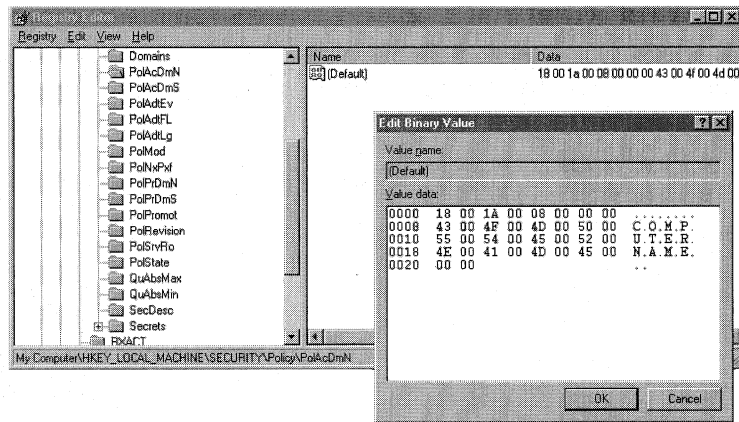 Registry Editor
Registry Edit View Help
Domains
PolAcDmN
PolAcDmS
PolAdtEv
PolAdtFL
PolAdtLg
PolMod
PolNxPxf
PolPrDmN
PolPrDmS
PolPromot
PolRevision
PolSrvRo
PolState
QuAbsMax
QuAbsMin
SecDesc
Secrets
RXACT
Name Data
(Default) 18 00 1a 00 08 00 00 00 43 00 4f 00 4d 00
My Computer\HKEY_LOCAL_MACHINE\SECURITY\Policy\PolAcDmN
Edit Binary Value
Value name:
(Default)
Value data:
0000 18 00 1A 00 08 00 00 00 ........
0008 43 00 4F 00 4D 00 50 00 C.O.M.P.
0010 55 00 54 00 45 00 52 00 U.T.E.R.
0018 4E 00 41 00 4D 00 45 00 N.A.M.E.
0020 00 00 ..
OK Cancel